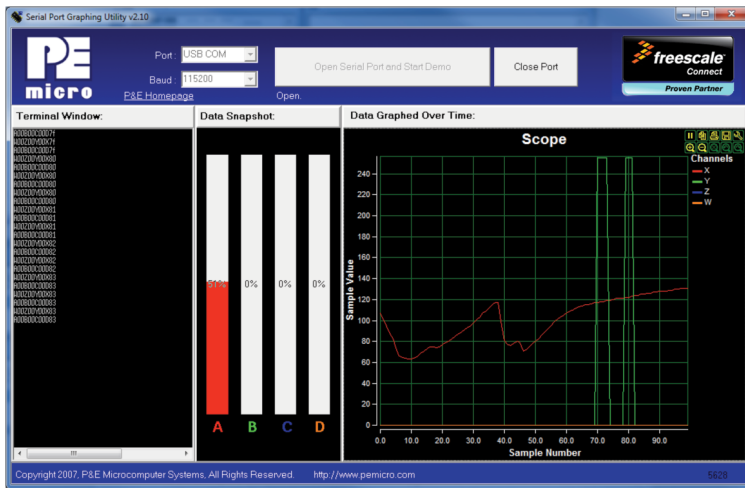 Serial Port Graphing Utility v2.10
PE
micro
Port : USB COM
Baud : 115200
P&E Homepage
Open Serial Port and Start Demo
Close Port
Open.
freescale
Connect
Proven Partner
Terminal Window:
Data Snapshot:
Data Graphed Over Time:
51%
0%
0%
0%
A
B
C
D
Scope
Channels
X
Y
Z
W
Sample Value
240
220
200
180
160
140
120
100
80
60
40
20
0
0.0 10.0 20.0 30.0 40.0 50.0 60.0 70.0 80.0 90.0
Sample Number
Copyright 2007, P&E Microcomputer Systems, All Rights Reserved. http://www.pemicro.com
5628